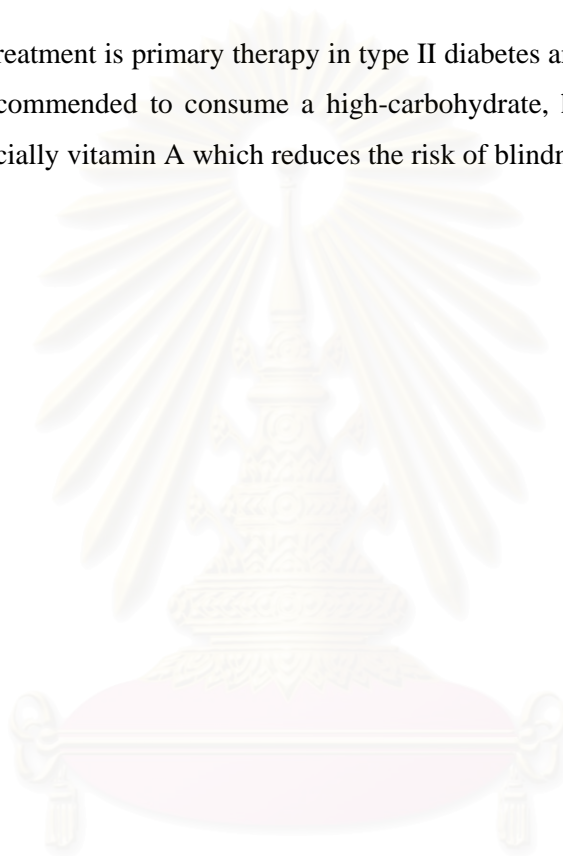 reatment is primary therapy in type II diabetes a
commended to consume a high-carbohydrate,
cially vitamin A which reduces the risk of blindn